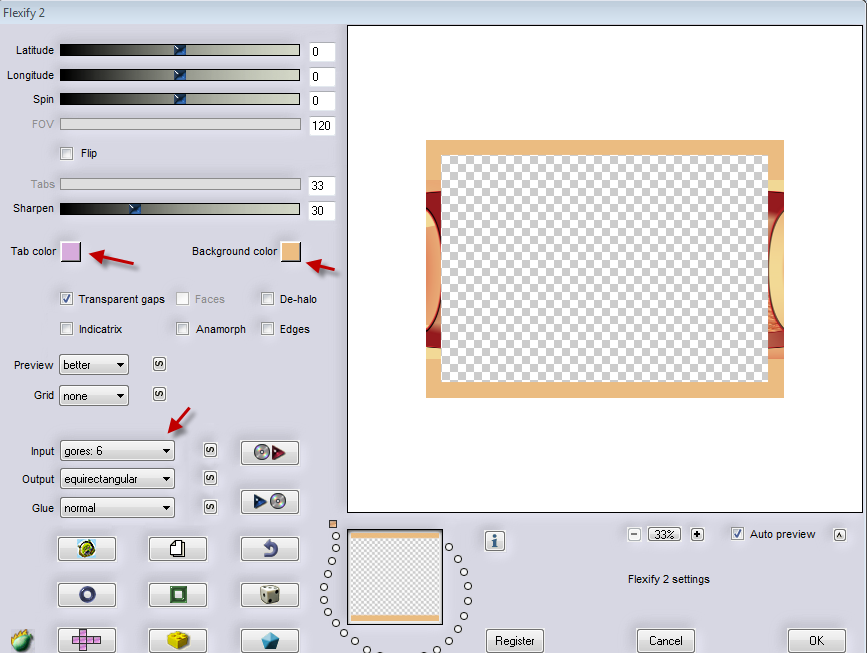 Flexify 2
Latitude 0
Longitude 0
Spin 0
FOV 120
Flip
Tabs 33
Sharpen 30
Tab color Background color
Transparent gaps Faces De-halo
Indicatrix Anamorph Edges
Preview better S
Grid none S
Input gores: 6 S
Output equirectangular S
Glue normal S
33% Auto preview
Flexify 2 settings
Register Cancel OK